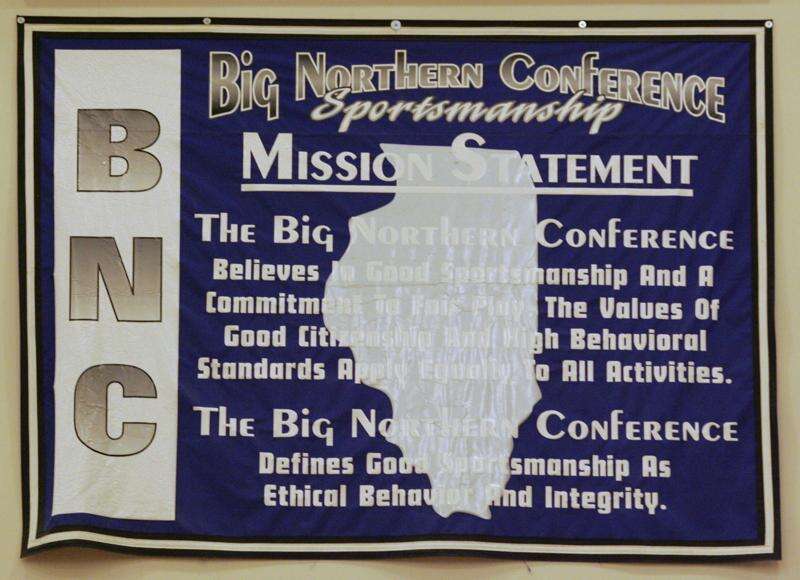 BNC
Big Northern Conference
Sportsmanship
Mission Statement
The Big Northern Conference
Believes In Good Sportsmanship And A
Commitment To Fair Play. The Values Of
Good Citizenship And High Behavioral
Standards Apply Equally To All Activities.
The Big Northern Conference
Defines Good Sportsmanship As
Ethical Behavior And Integrity.